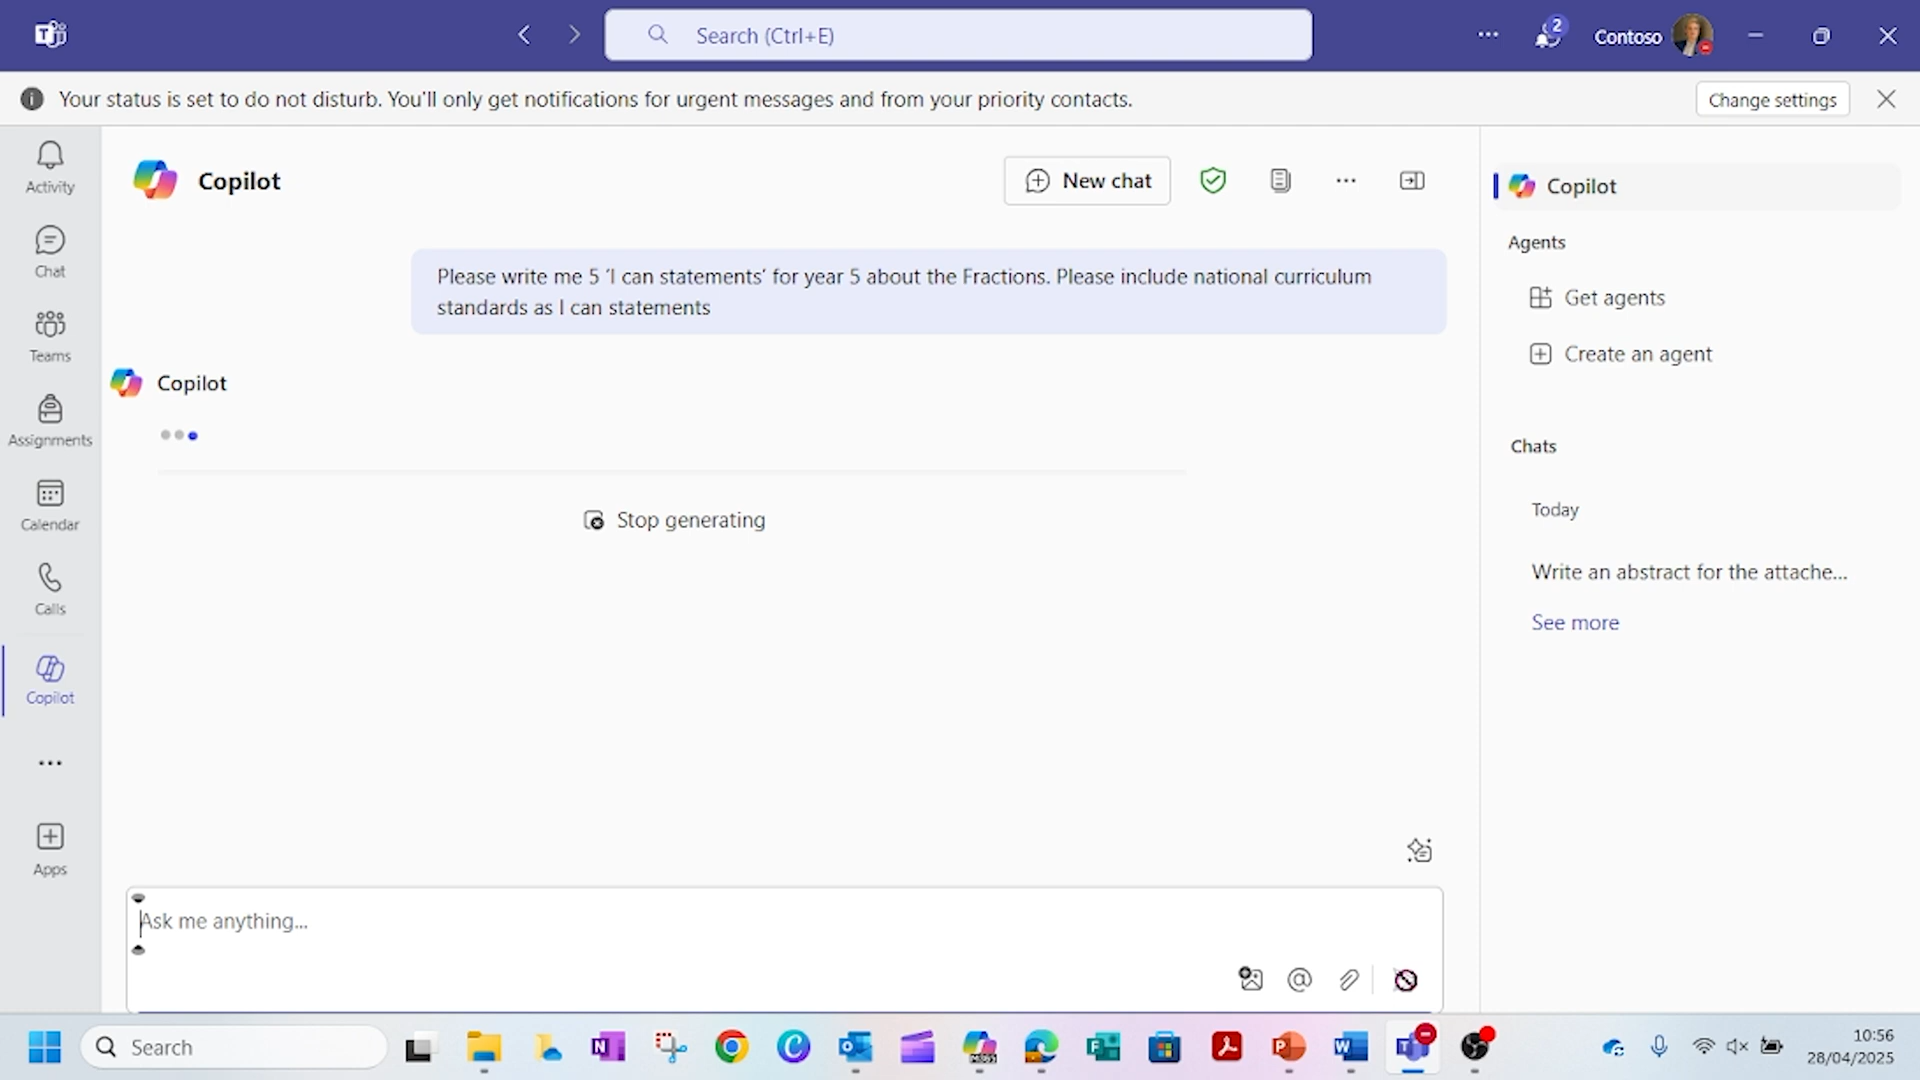 Search (Ctrl+E)
2
Contoso
Your status is set to do not disturb. You'll only get notifications for urgent messages and from your priority contacts.
Change settings
Activity
Chat
Teams
Assignments
Calendar
Calls
Copilot
Apps
Copilot
New chat
Please write me 5 ‘I can statements’ for year 5 about the Fractions. Please include national curriculum
standards as I can statements
Copilot
Stop generating
Ask me anything...
Copilot
Agents
Get agents
Create an agent
Chats
Today
Write an abstract for the attache...
See more
Search
10:56
28/04/2025